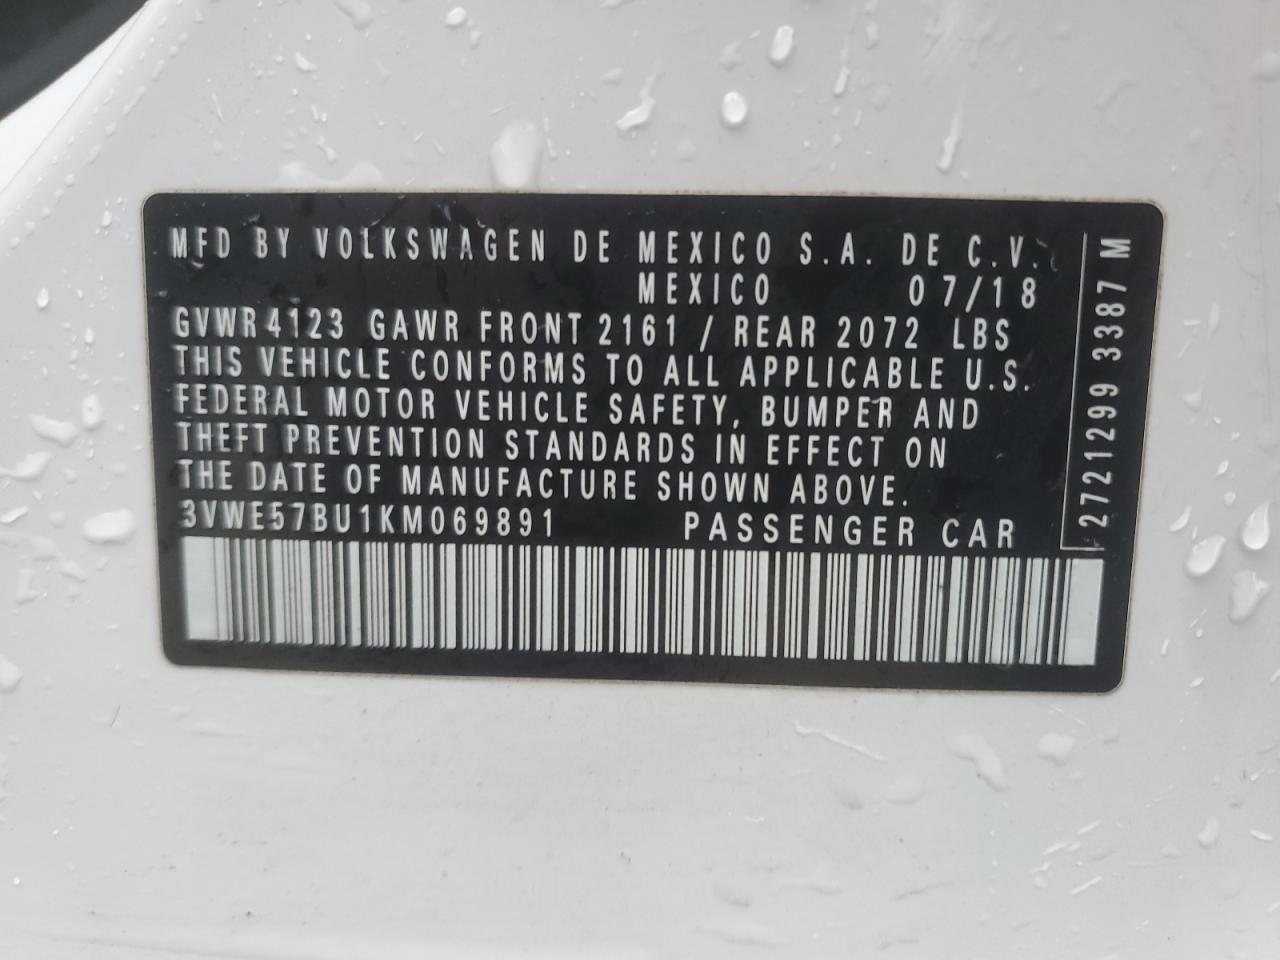 MFD BY VOLKSWAGEN DE MEXICO S.A. DE C.V.
MEXICO 07/18
GVWR 4123 GAWR FRONT 2161 / REAR 2072 LBS
THIS VEHICLE CONFORMS TO ALL APPLICABLE U.S.
FEDERAL MOTOR VEHICLE SAFETY, BUMPER AND
THEFT PREVENTION STANDARDS IN EFFECT ON
THE DATE OF MANUFACTURE SHOWN ABOVE.
3VWE57BU1KM069891 PASSENGER CAR
2721299 3387 M